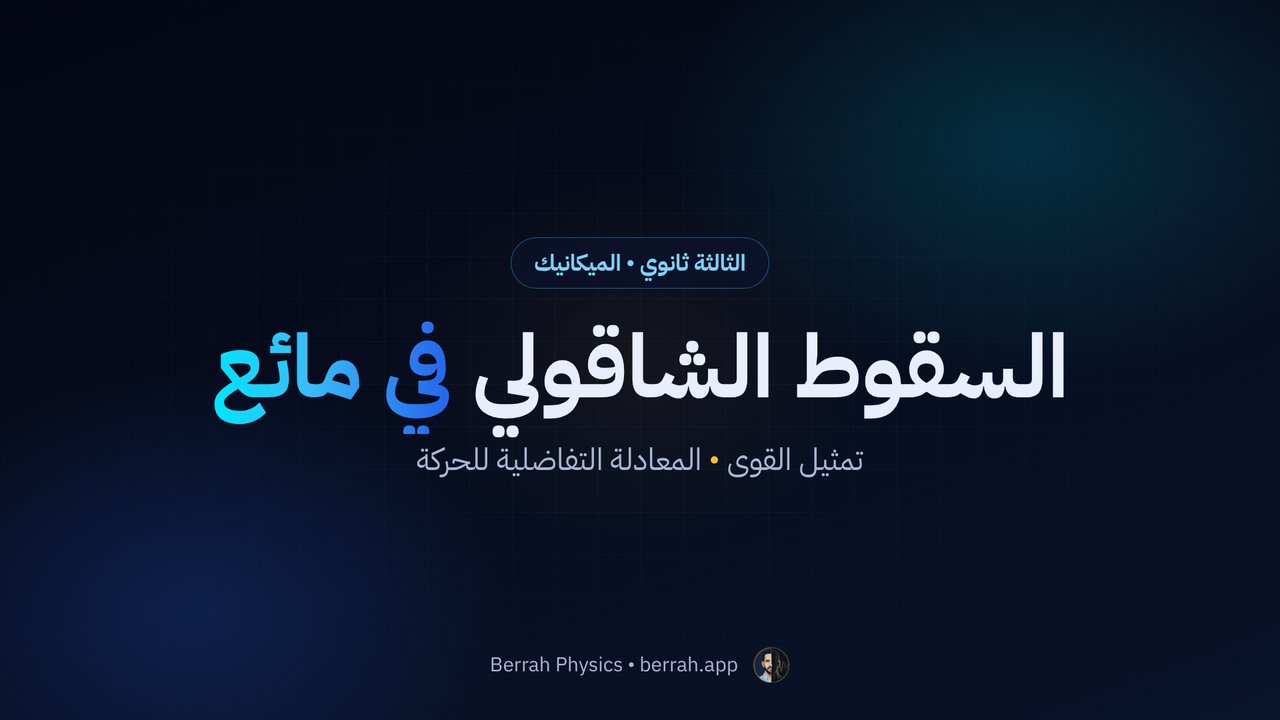 الثالثة ثانوي • الميكانيك
السقوط الشاقولي في مائع
تمثيل القوى • المعادلة التفاضلية للحركة
Berrah Physics • berrah.app